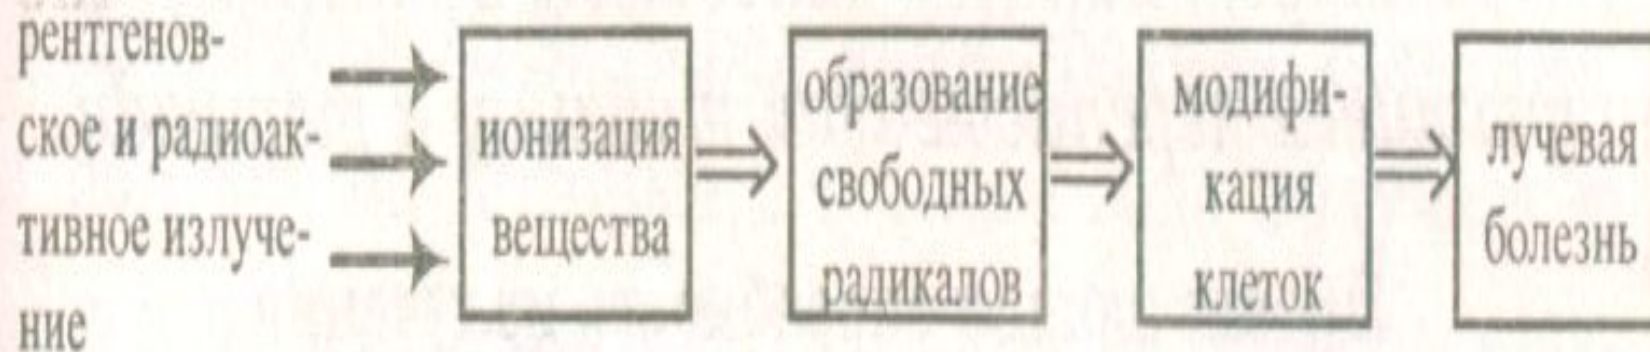 рентгенов-
ское и радиоак-
тивное излуче-
ние
ионизация
вещества
образование
свободных
радикалов
модифи-
кация
клеток
лучевая
болезнь